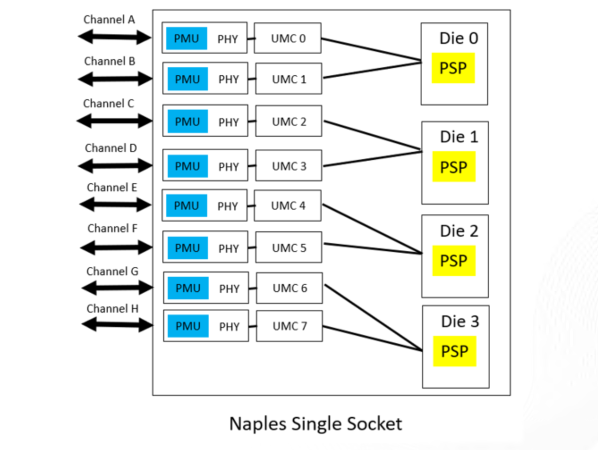 Channel A
PMU PHY UMC 0
Die 0
PSP
Channel B
PMU PHY UMC 1
Channel C
PMU PHY UMC 2
Die 1
PSP
Channel D
PMU PHY UMC 3
Channel E
PMU PHY UMC 4
Die 2
PSP
Channel F
PMU PHY UMC 5
Channel G
PMU PHY UMC 6
Die 3
PSP
Channel H
PMU PHY UMC 7
Naples Single Socket